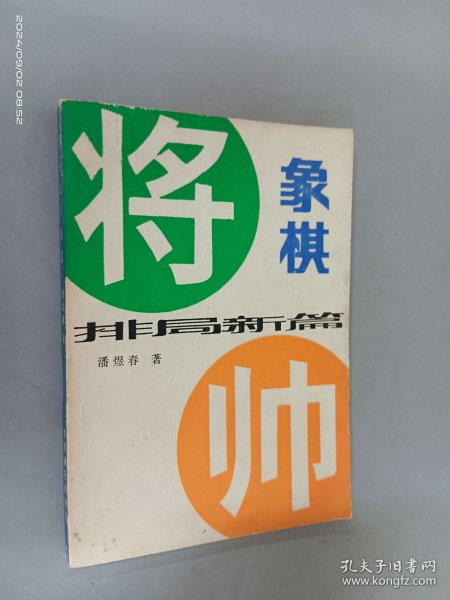 2024/09/02 08:52
将
象棋
排局新篇
潘煜春 著
帅
孔夫子旧书网
www.kongfz.com